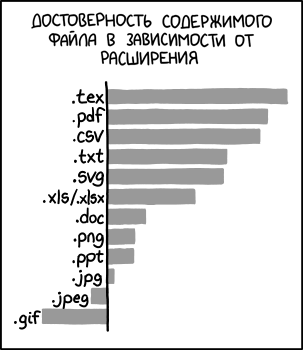 ДОСТОВЕРНОСТЬ СОДЕРЖИМОГО
ФАЙЛА В ЗАВИСИМОСТИ ОТ
РАСШИРЕНИЯ
.tex
.pdf
.csv
.txt
.svg
.xls/.xlsx
.doc
.png
.ppt
.jpg
.jpeg
.gif